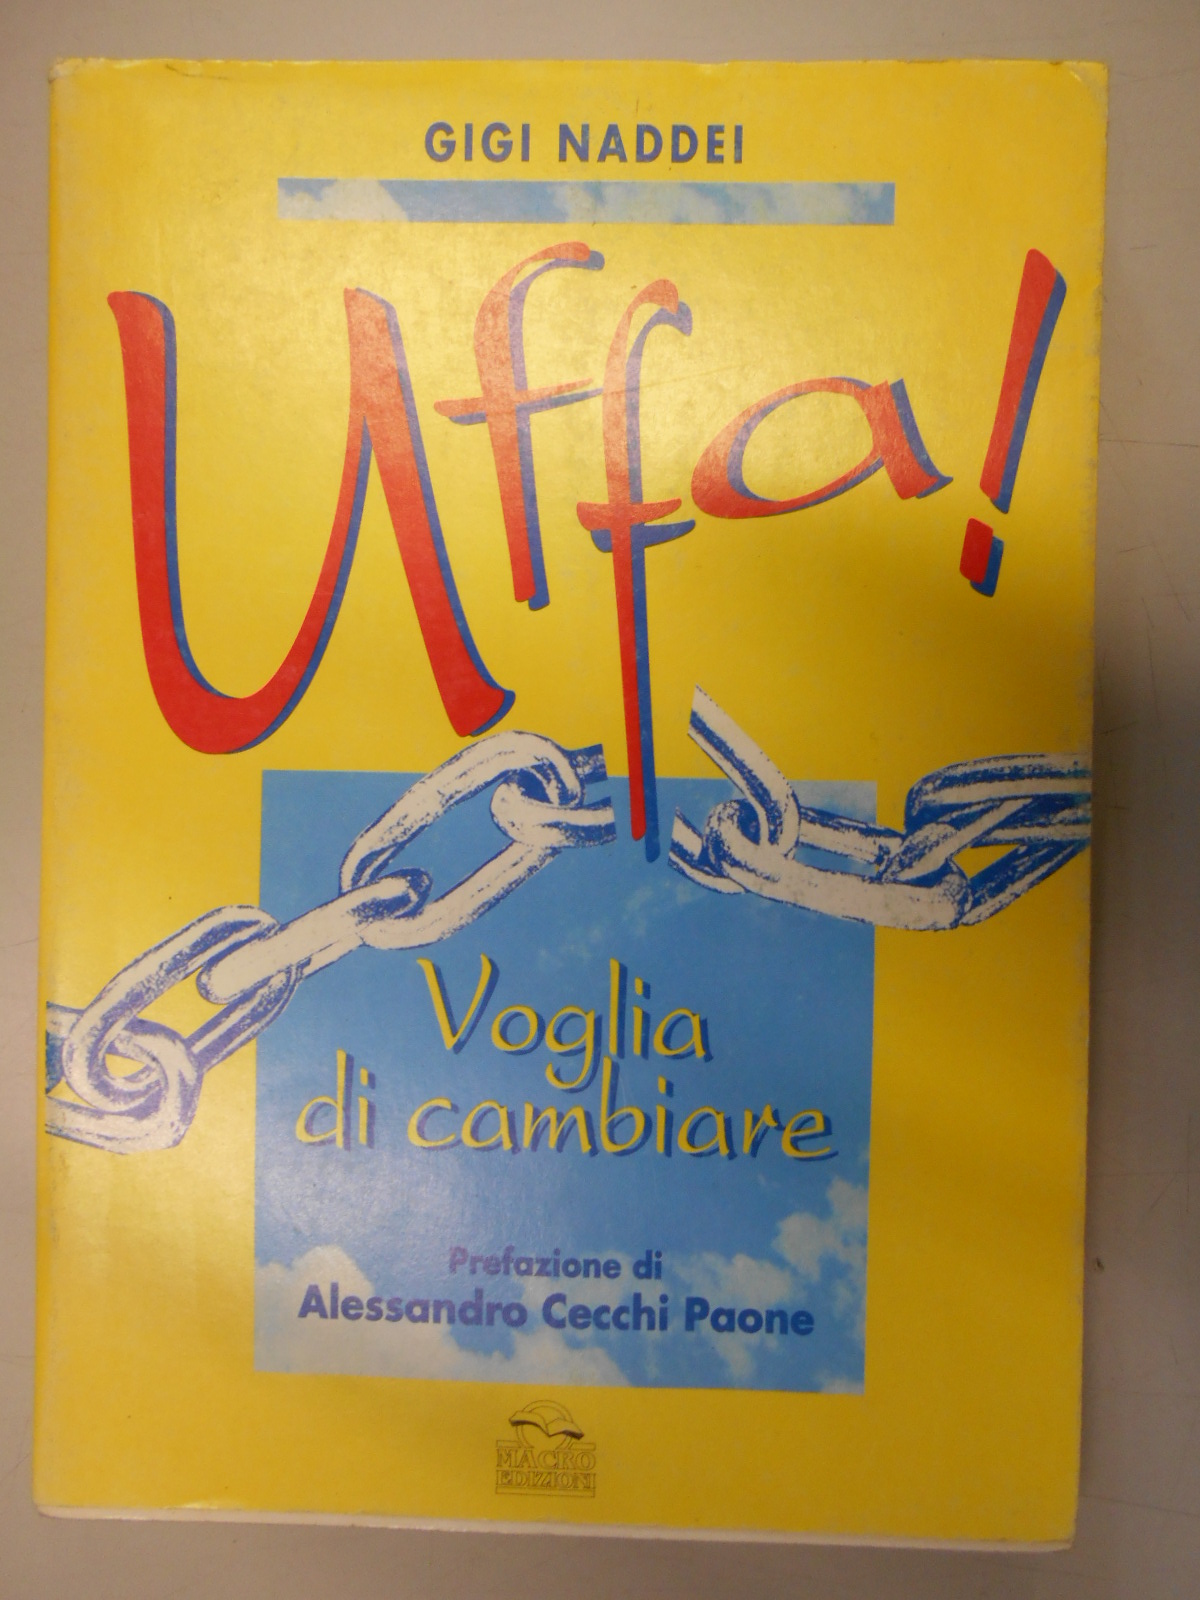 GIGI NADDEI
Uffa!
Voglia
di cambiare
Prefazione di
Alessandro Cecchi Paone
MACRO
EDIZIONI